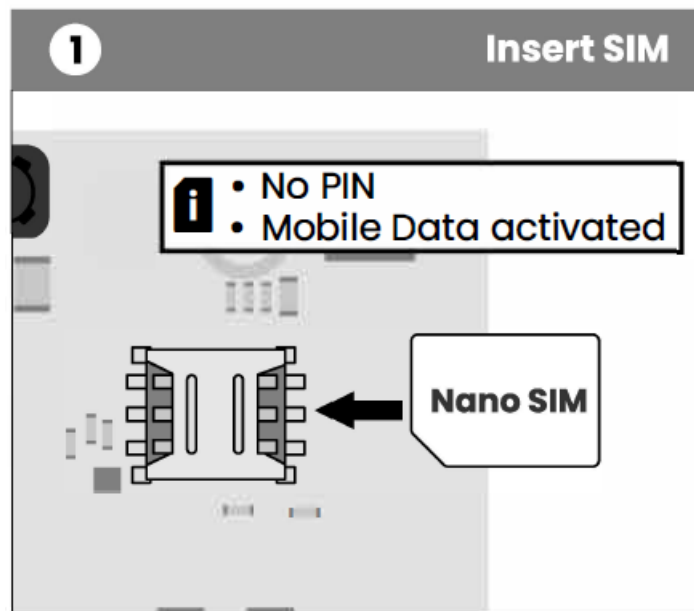 1
Insert SIM
i
• No PIN
• Mobile Data activated
Nano SIM